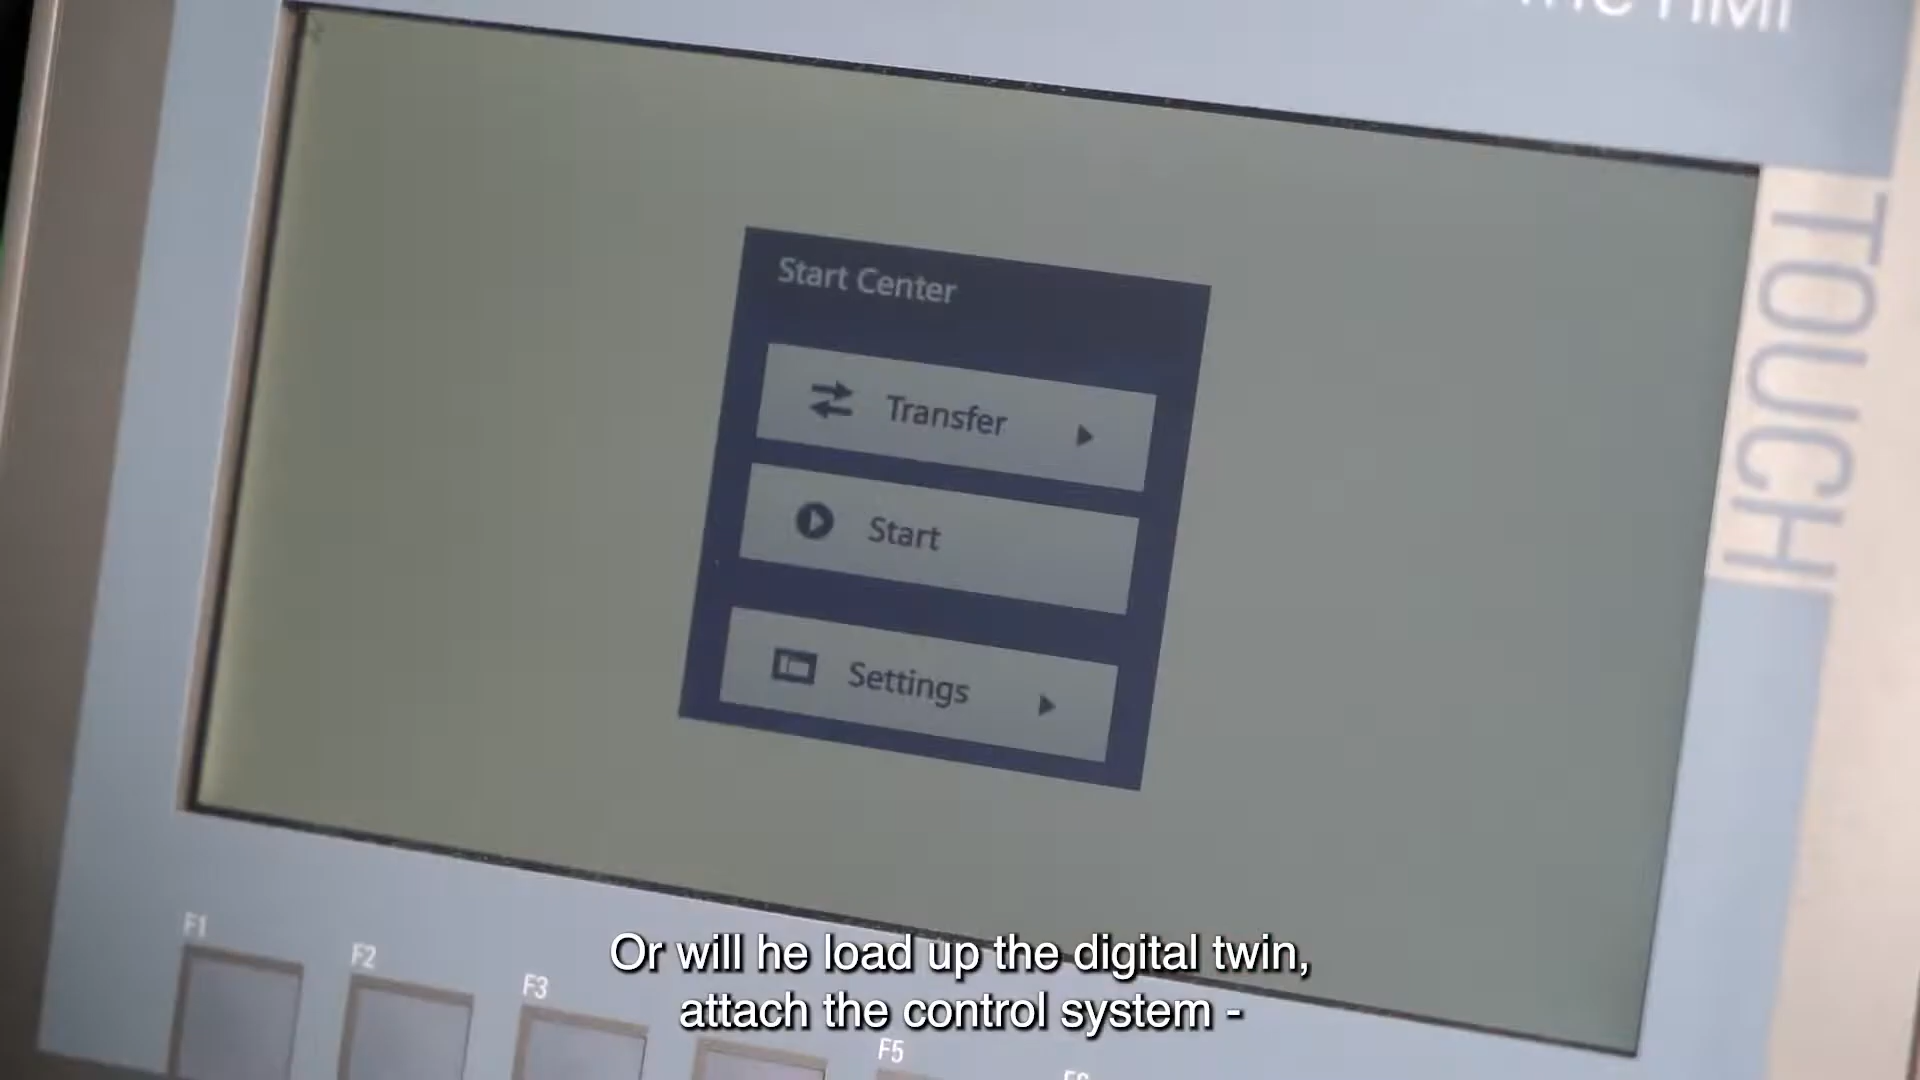 HMI
TOUCH
Start Center
Transfer
Start
Settings
F1
F2
F3
F5
Or will he load up the digital twin,
attach the control system -